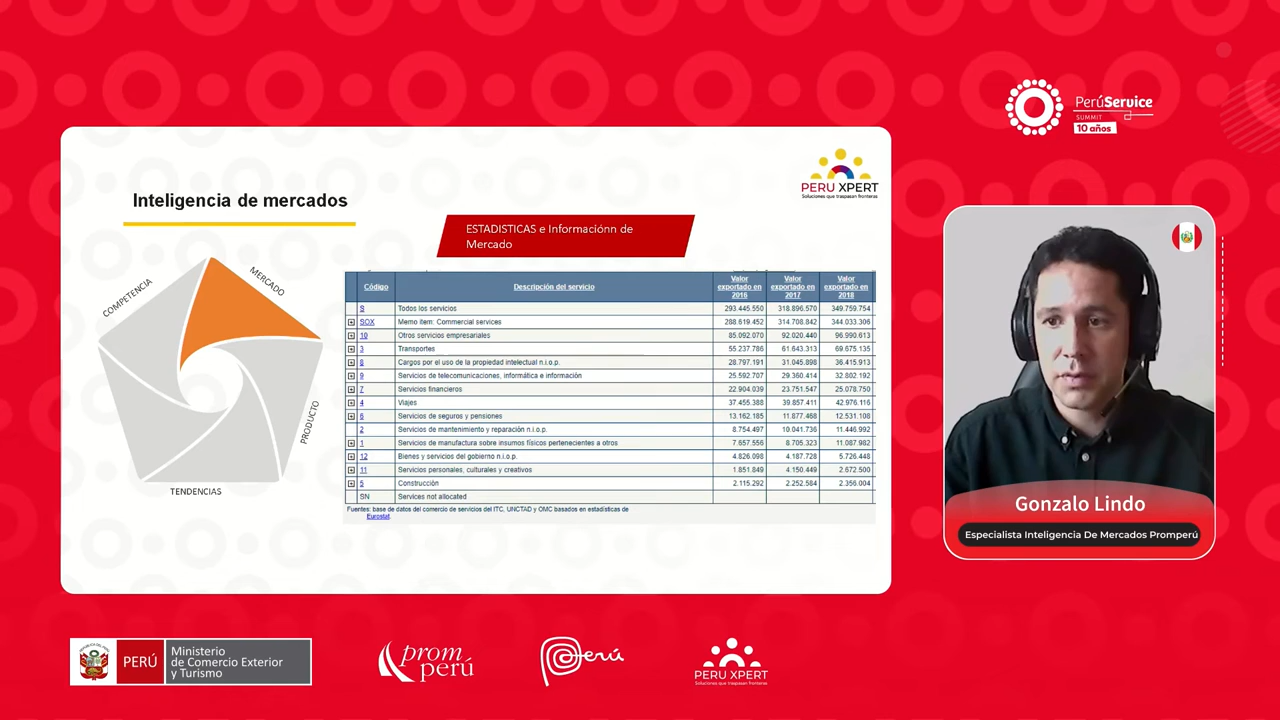 PerúService
SUMMIT
10 años
PERU XPERT
Soluciones que traspasan fronteras
Inteligencia de mercados
ESTADISTICAS e Informaciónn de
Mercado
COMPETENCIA
MERCADO
PRODUCTO
TENDENCIAS
Código Descripción del servicio Valor exportado en 2016 Valor exportado en 2017 Valor exportado en 2018
S Todos los servicios 293.445.550 318.896.570 349.759.754
SOX Memo item: Commercial services 288.619.452 314.708.842 344.033.306
10 Otros servicios empresariales 85.092.070 92.020.440 96.990.613
3 Transportes 55.237.786 61.643.313 69.675.135
8 Cargos por el uso de la propiedad intelectual n.i.o.p. 28.797.191 31.045.898 36.415.913
9 Servicios de telecomunicaciones, informática e información 25.592.707 29.360.414 32.802.192
7 Servicios financieros 22.904.039 23.751.547 25.078.750
4 Viajes 37.455.388 39.857.411 42.976.116
6 Servicios de seguros y pensiones 13.162.185 11.877.468 12.531.108
2 Servicios de mantenimiento y reparación n.i.o.p. 8.754.497 10.041.736 11.446.992
1 Servicios de manufactura sobre insumos físicos pertenecientes a otros 7.657.556 8.705.323 11.087.982
12 Bienes y servicios del gobierno n.i.o.p. 4.826.098 4.187.728 5.726.448
11 Servicios personales, culturales y creativos 1.851.849 4.150.449 2.672.500
5 Construcción 2.115.292 2.252.584 2.356.004
SN Services not allocated
Fuentes: base de datos del comercio de servicios del ITC, UNCTAD y OMC basados en estadísticas de
Eurostat.
Gonzalo Lindo
Especialista Inteligencia De Mercados Promperú
PERÚ
Ministerio
de Comercio Exterior
y Turismo
prom
perú
Perú
PERU XPERT
Soluciones que traspasan fronteras